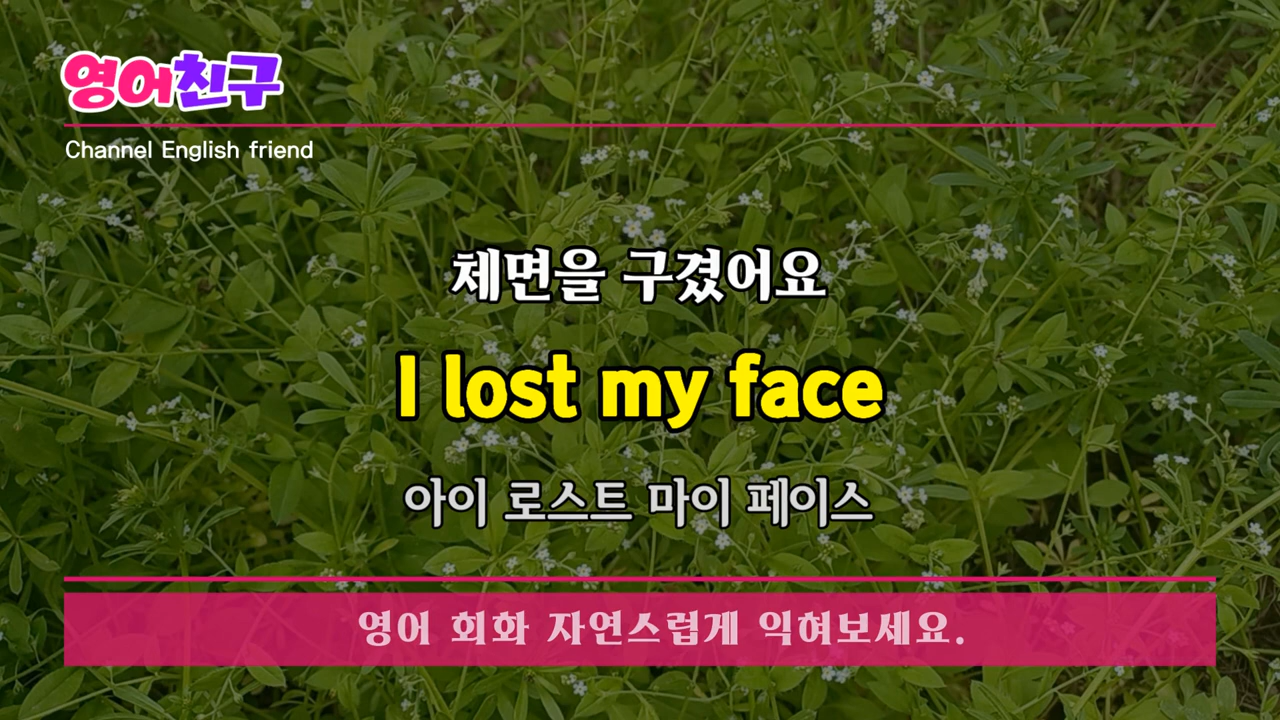 영어친구
Channel English friend
체면을 구겼어요
I lost my face
아이 로스트 마이 페이스
영어 회화 자연스럽게 익혀보세요.